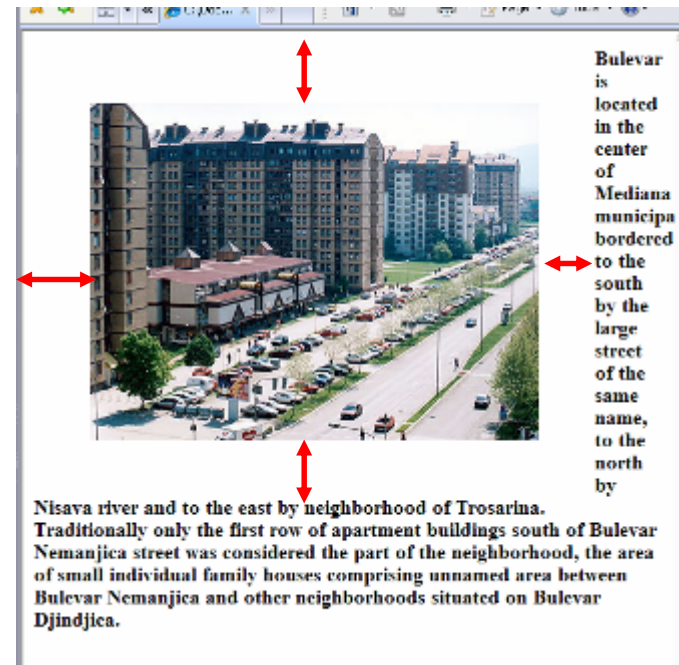 Bulevar
is
located
in the
center
of
Mediana
municipa
bordered
to the
south
by the
large
street
of the
same
name,
to the
north
by
Nisava river and to the east by neighborhood of Trosarina.
Traditionally only the first row of apartment buildings south of Bulevar
Nemanjica street was considered the part of the neighborhood, the area
of small individual family houses comprising unnamed area between
Bulevar Nemanjica and other neighborhoods situated on Bulevar
Djindjica.